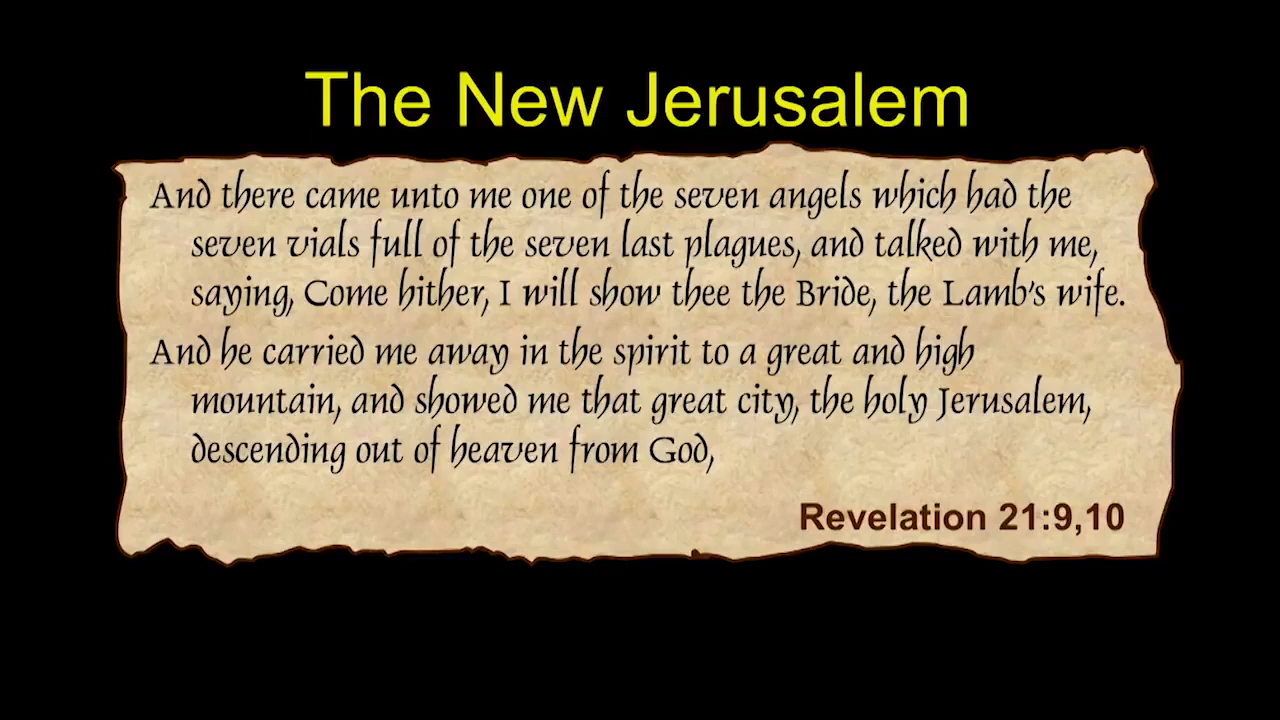 The New Jerusalem
And there came unto me one of the seven angels which had the
seven vials full of the seven last plagues, and talked with me,
saying, Come hither, I will show thee the Bride, the Lamb's wife.
And he carried me away in the spirit to a great and high
mountain, and showed me that great city, the holy Jerusalem,
descending out of heaven from God,
Revelation 21:9,10